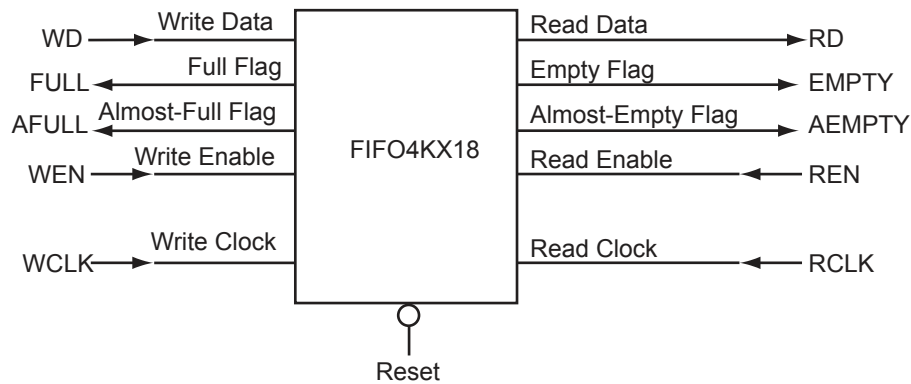 WD Write Data Read Data RD
FULL Full Flag Empty Flag EMPTY
AFULL Almost-Full Flag Almost-Empty Flag AEMPTY
FIFO4KX18
WEN Write Enable Read Enable REN
WCLK Write Clock Read Clock RCLK
Reset